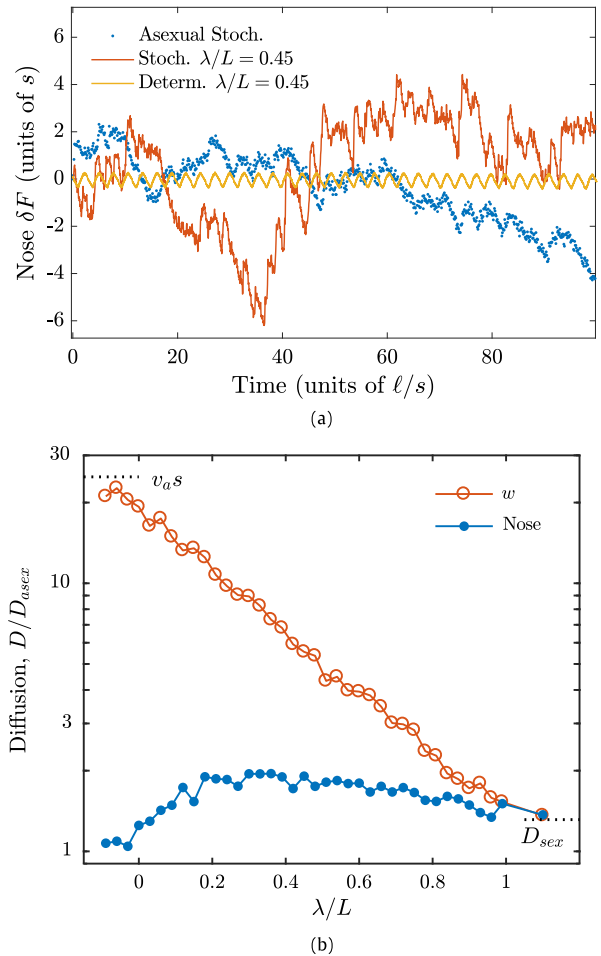 6
4
2
0
-2
-4
-6
Nose δF (units of s)
Asexual Stoch.
Stoch. λ/L = 0.45
Determ. λ/L = 0.45
0 20 40 60 80
Time (units of ℓ/s)
(a)
30
10
3
1
Diffusion, D/D_asex
v_a s
w
Nose
D_sex
0 0.2 0.4 0.6 0.8 1
λ/L
(b)